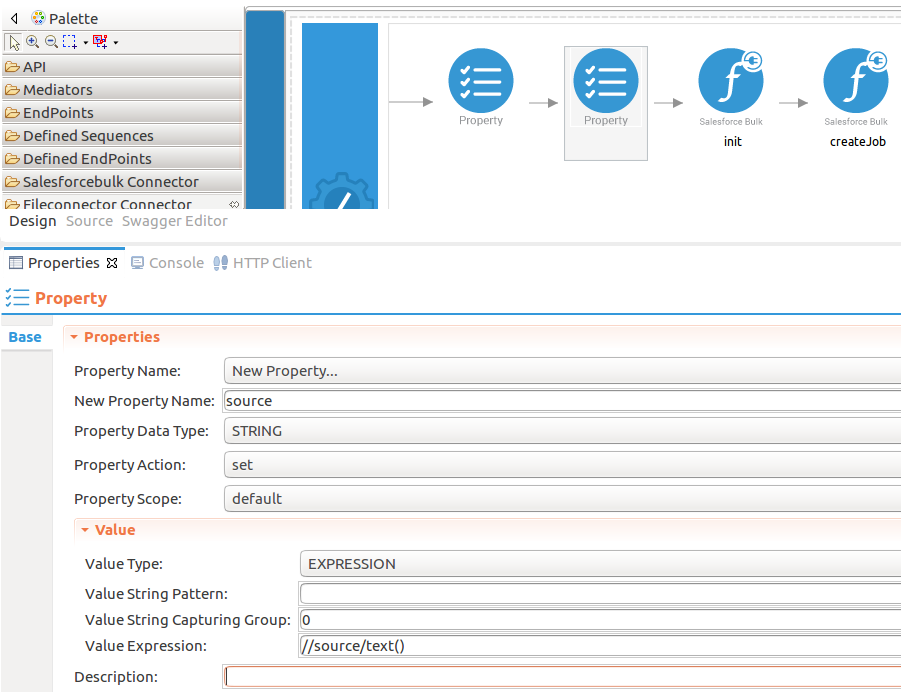 Palette
API
Mediators
EndPoints
Defined Sequences
Defined EndPoints
Salesforcebulk Connector
Fileconnector Connector
Property
Property
Salesforce Bulk
init
Salesforce Bulk
createJob
Design Source Swagger Editor
Properties Console HTTP Client
Property
Base
Properties
Property Name: New Property...
New Property Name: source
Property Data Type: STRING
Property Action: set
Property Scope: default
Value
Value Type: EXPRESSION
Value String Pattern:
Value String Capturing Group: 0
Value Expression: //source/text()
Description: